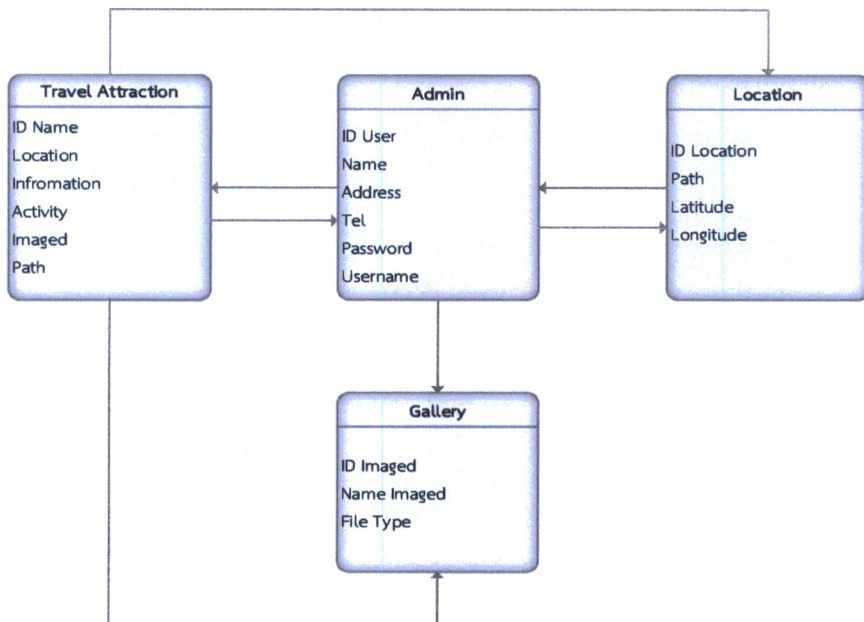 Travel Attraction
ID Name
Location
Infromation
Activity
Imaged
Path
Admin
ID User
Name
Address
Tel
Password
Username
Location
ID Location
Path
Latitude
Longitude
Gallery
ID Imaged
Name Imaged
File Type